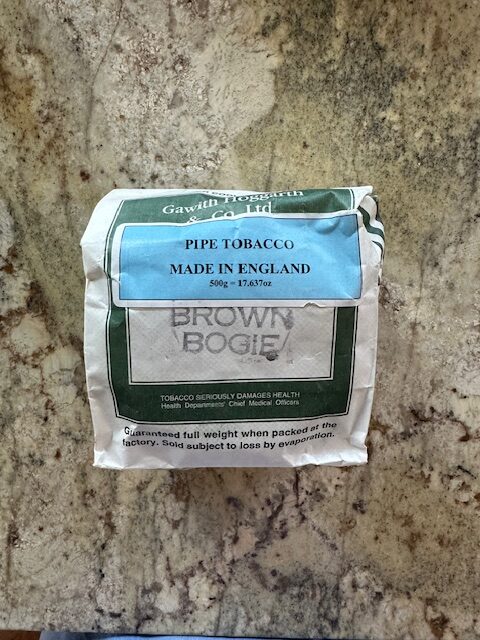 Gawith Hoggarth
& Co. Ltd.
PIPE TOBACCO
MADE IN ENGLAND
500g = 17.637oz
BROWN
BOGIE
TOBACCO SERIOUSLY DAMAGES HEALTH
Health Departments' Chief Medical Officers
Guaranteed full weight when packed at the
factory. Sold subject to loss by evaporation.